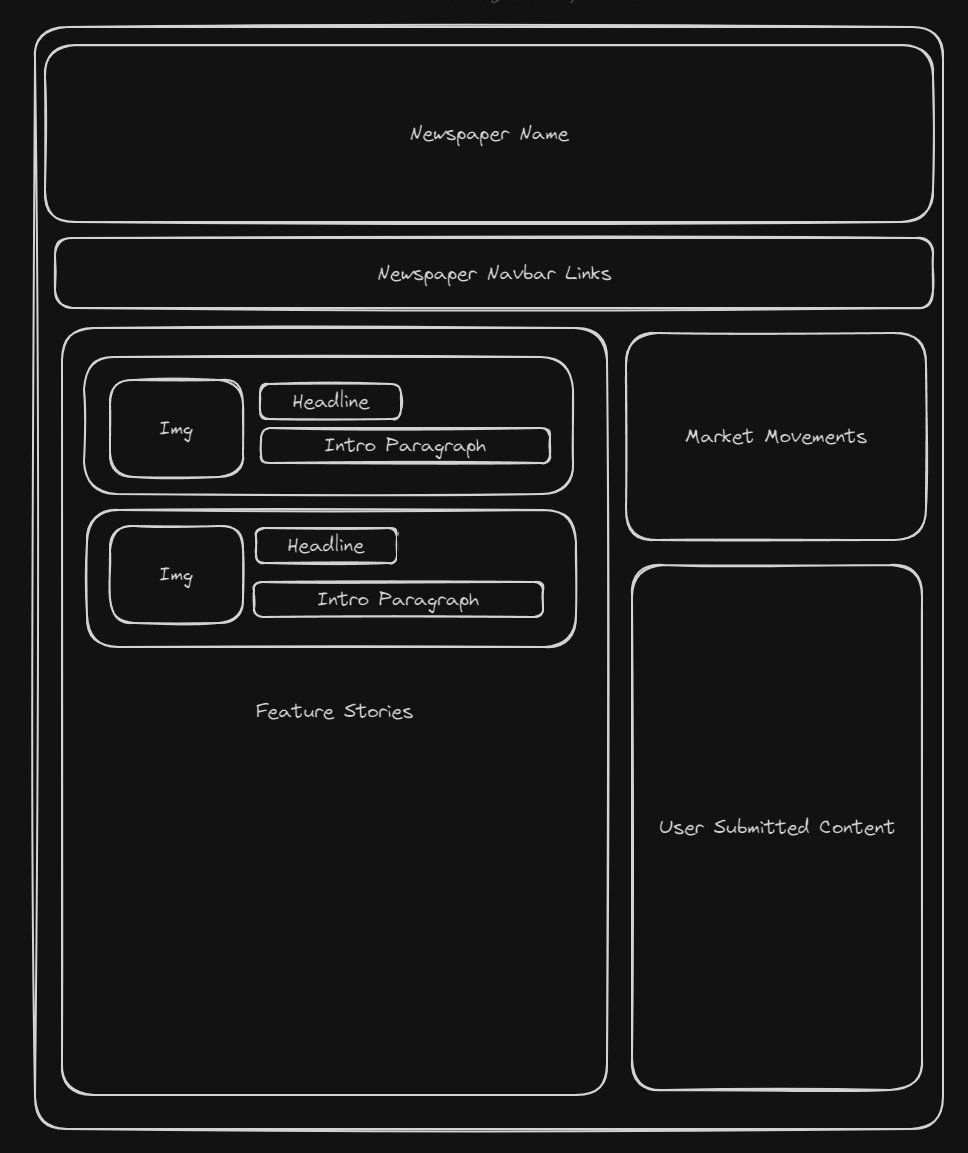 Newspaper Name
Newspaper Navbar Links
Img
Headline
Intro Paragraph
Img
Headline
Intro Paragraph
Feature Stories
Market Movements
User Submitted Content